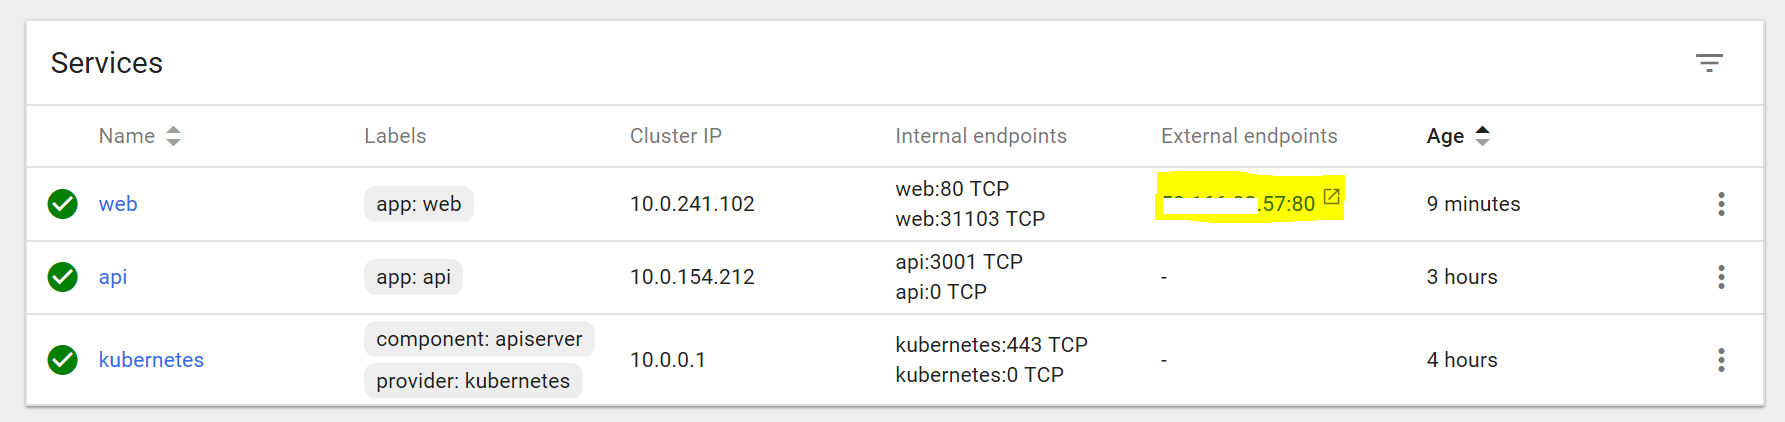 Services
Name Labels Cluster IP Internal endpoints External endpoints Age
web app: web 10.0.241.102 web:80 TCP .57:80 9 minutes
web:31103 TCP
api app: api 10.0.154.212 api:3001 TCP - 3 hours
api:0 TCP
kubernetes component: apiserver 10.0.0.1 kubernetes:443 TCP - 4 hours
provider: kubernetes kubernetes:0 TCP